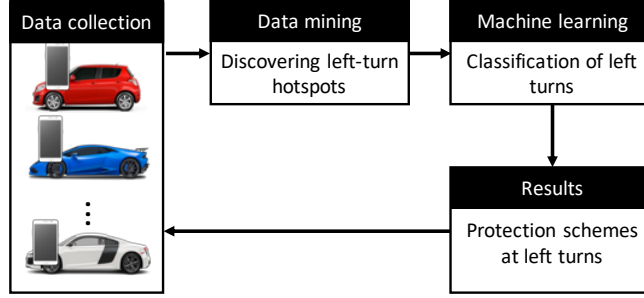 Data collection
Data mining
Discovering left-turn
hotspots
Machine learning
Classification of left
turns
Results
Protection schemes
at left turns